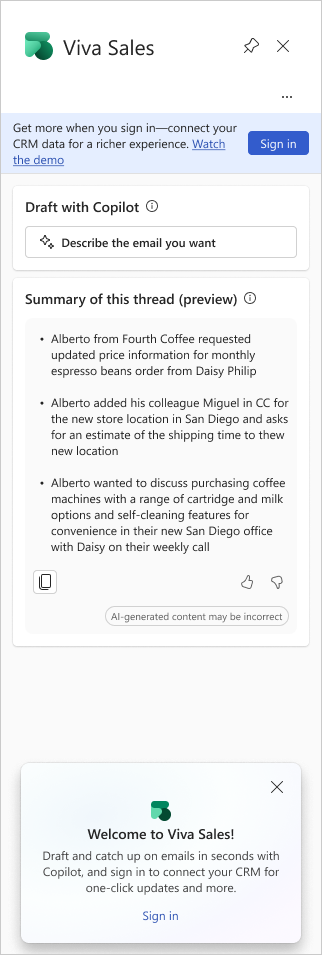 Viva Sales
...
Get more when you sign in—connect your
CRM data for a richer experience. Watch
the demo
Sign in
Draft with Copilot
Describe the email you want
Summary of this thread (preview)
• Alberto from Fourth Coffee requested
updated price information for monthly
espresso beans order from Daisy Philip
• Alberto added his colleague Miguel in CC for
the new store location in San Diego and asks
for an estimate of the shipping time to thew
new location
• Alberto wanted to discuss purchasing coffee
machines with a range of cartridge and milk
options and self-cleaning features for
convenience in their new San Diego office
with Daisy on their weekly call
AI-generated content may be incorrect
Welcome to Viva Sales!
Draft and catch up on emails in seconds with
Copilot, and sign in to connect your CRM for
one-click updates and more.
Sign in